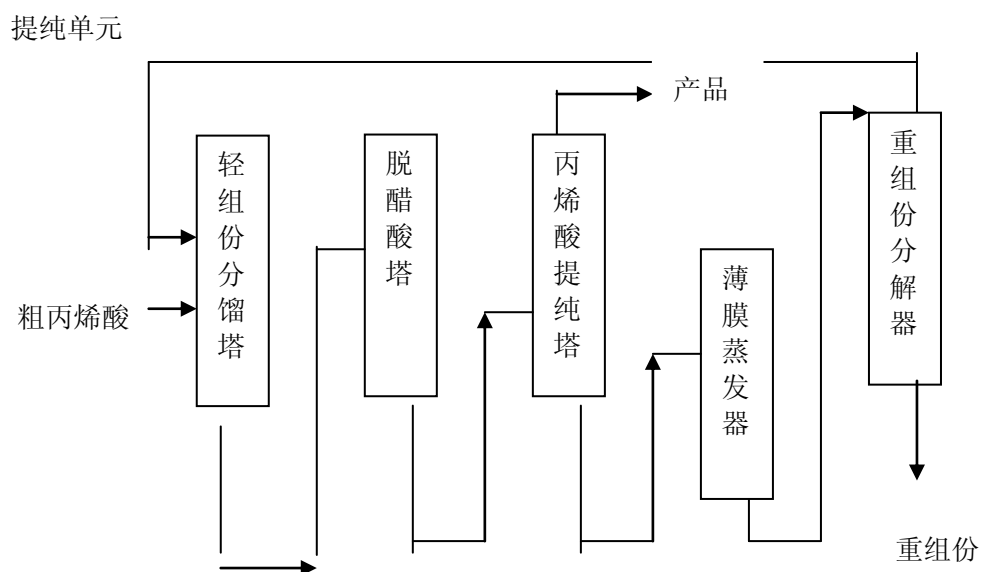 提纯单元
产品
轻组份分馏塔
脱醋酸塔
丙烯酸提纯塔
薄膜蒸发器
重组份分解器
粗丙烯酸
重组份